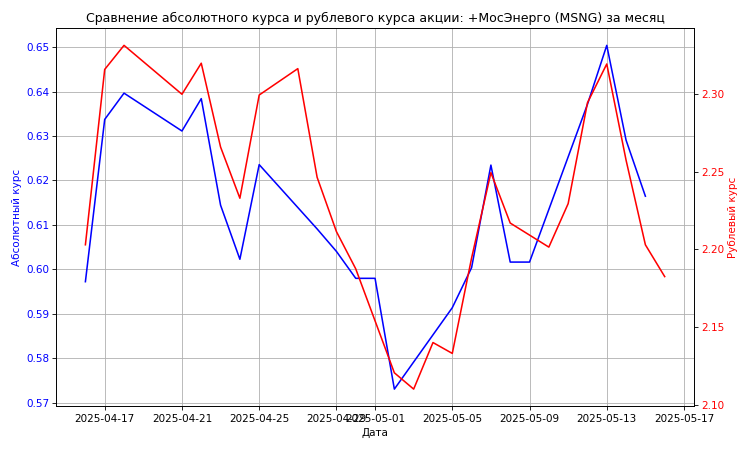 Сравнение абсолютного курса и рублевого курса акции: +МосЭнерго (MSNG) за месяц
0.65
0.64
0.63
0.62
0.61
0.60
0.59
0.58
0.57
Абсолютный курс
2.30
2.25
2.20
2.15
2.10
Рублевый курс
2025-04-17 2025-04-21 2025-04-25 2025-04-29 2025-05-01 2025-05-05 2025-05-09 2025-05-13 2025-05-17
Дата